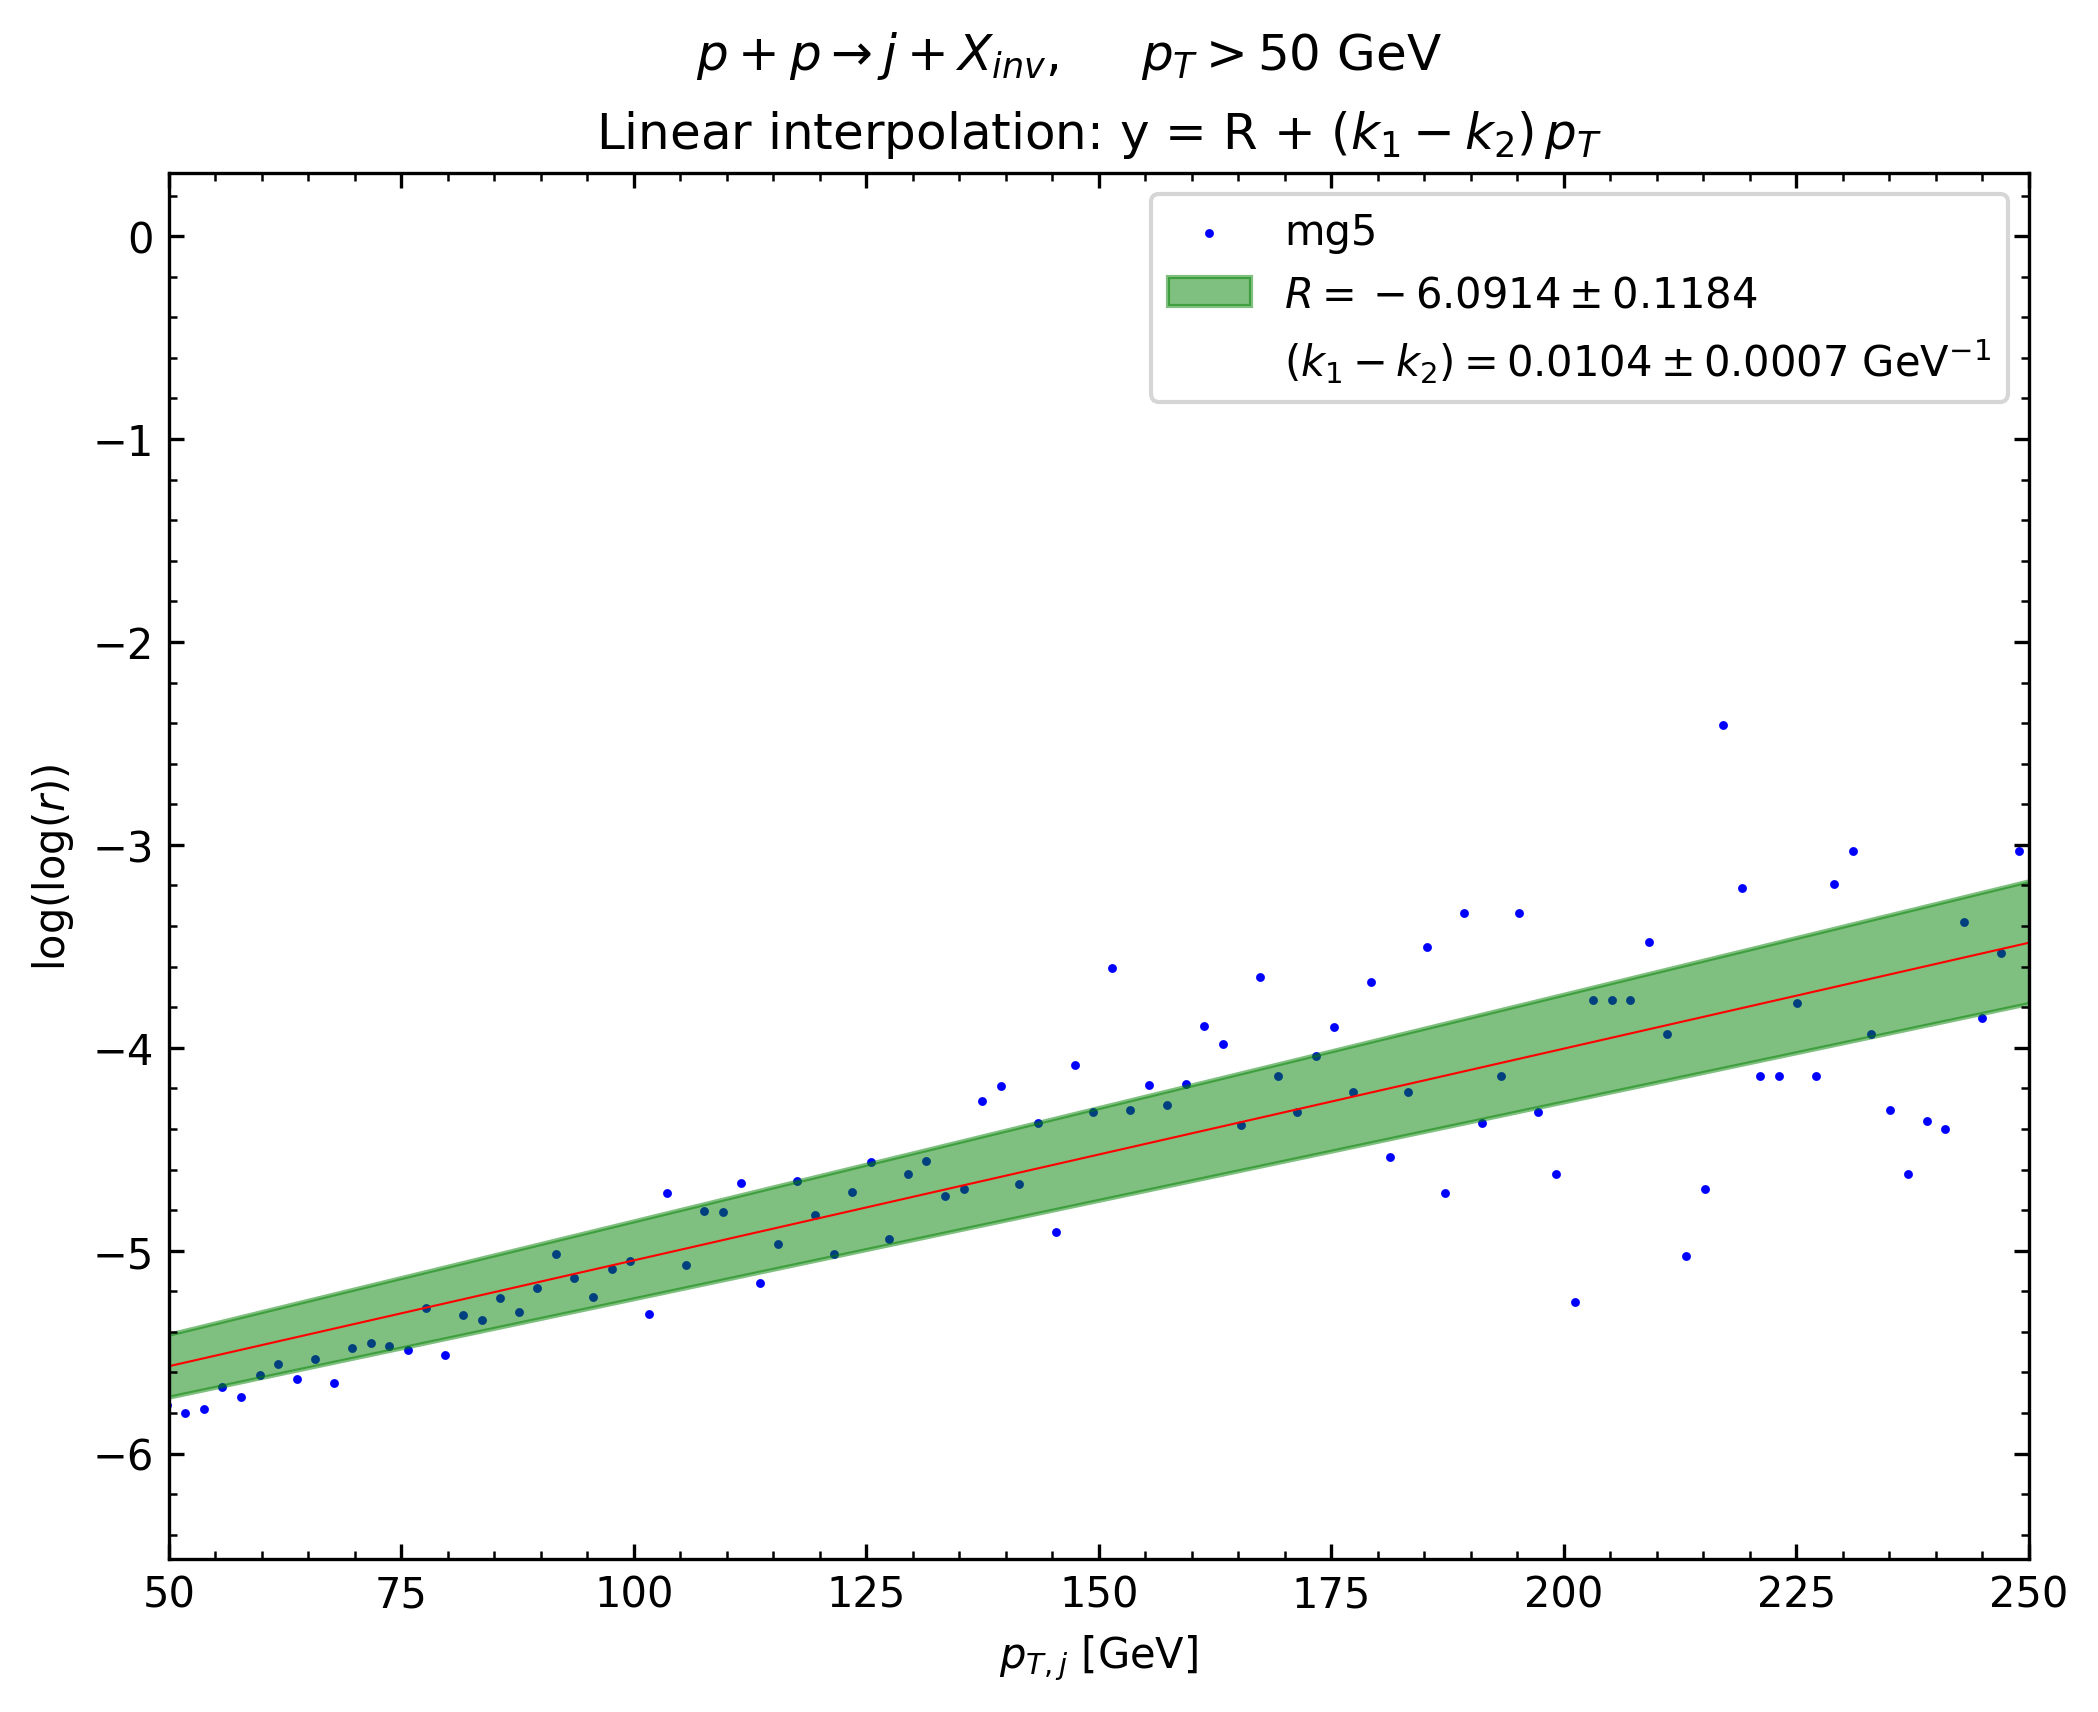 p + p → j + X_inv,   p_T > 50 GeV
Linear interpolation: y = R + (k_1 − k_2) p_T
mg5
R = −6.0914 ± 0.1184
(k_1 − k_2) = 0.0104 ± 0.0007 GeV^−1
log(log(r))
0
−1
−2
−3
−4
−5
−6
50 75 100 125 150 175 200 225 250
p_T, j [GeV]